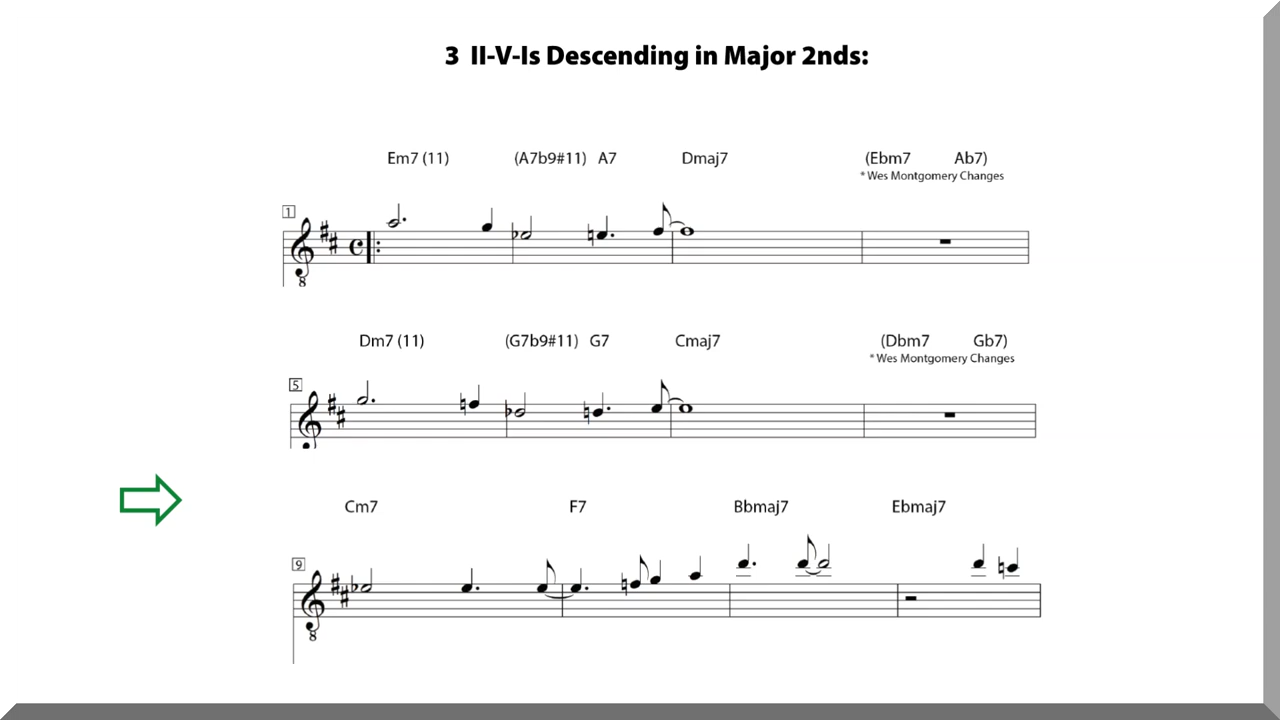 3 II-V-Is Descending in Major 2nds:
Em7 (11) (A7b9#11) A7 Dmaj7 (Ebm7 Ab7)
* Wes Montgomery Changes
1
8
Dm7 (11) (G7b9#11) G7 Cmaj7 (Dbm7 Gb7)
* Wes Montgomery Changes
5
Cm7 F7 Bbmaj7 Ebmaj7
9
8